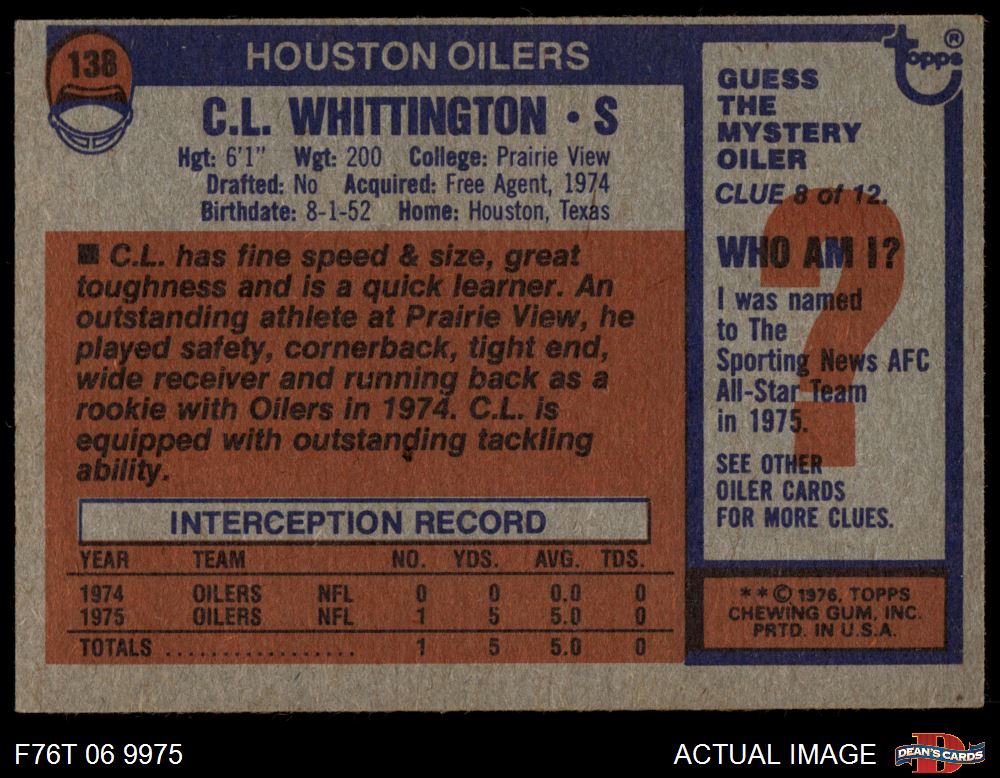 138
HOUSTON OILERS
C.L. WHITTINGTON • S
Hgt: 6'1" Wgt: 200 College: Prairie View
Drafted: No Acquired: Free Agent, 1974
Birthdate: 8-1-52 Home: Houston, Texas
■ C.L. has fine speed & size, great
toughness and is a quick learner. An
outstanding athlete at Prairie View, he
played safety, cornerback, tight end,
wide receiver and running back as a
rookie with Oilers in 1974. C.L. is
equipped with outstanding tackling
ability.
INTERCEPTION RECORD
YEAR TEAM NO. YDS. AVG. TDS.
1974 OILERS NFL 0 0 0.0 0
1975 OILERS NFL 1 5 5.0 0
TOTALS .................. 1 5 5.0 0
topps ®
GUESS
THE
MYSTERY
OILER
CLUE 8 of 12.
?
WHO AM I?
I was named
to The
Sporting News AFC
All-Star Team
in 1975.
SEE OTHER
OILER CARDS
FOR MORE CLUES.
* * © 1976, TOPPS
CHEWING GUM, INC.
PRTD. IN U.S.A.
F76T 06 9975
ACTUAL IMAGE
D
DEAN'S CARDS